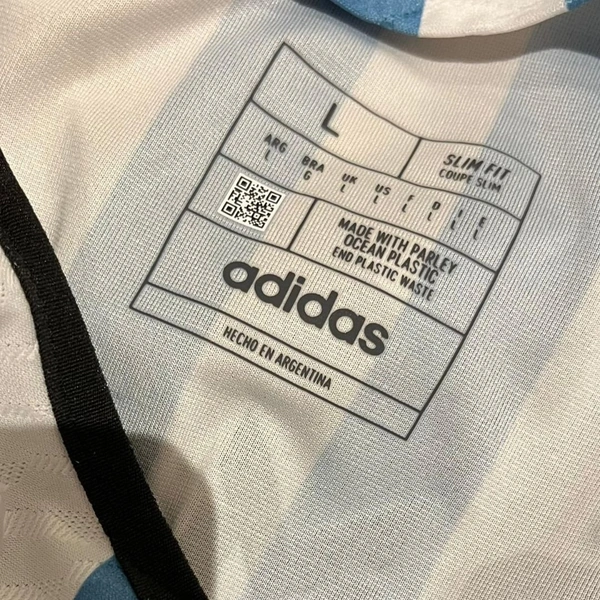 L
SLIM FIT
COUPE SLIM
ARG BRA UK US F D I E
L G L L L L L L
MADE WITH PARLEY
OCEAN PLASTIC
END PLASTIC WASTE
adidas
HECHO EN ARGENTINA